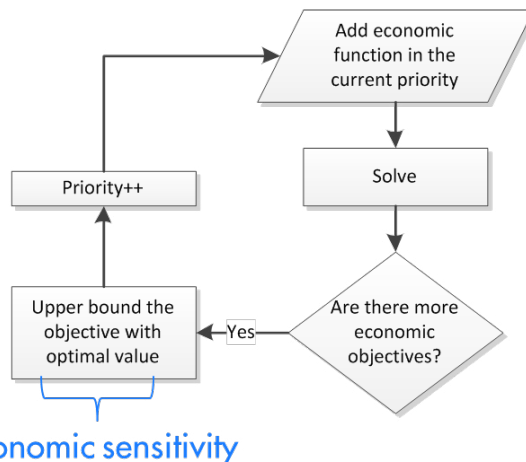 Add economic
function in the
current priority
Solve
Are there more
economic
objectives?
Yes
Upper bound the
objective with
optimal value
Priority++
onomic sensitivity